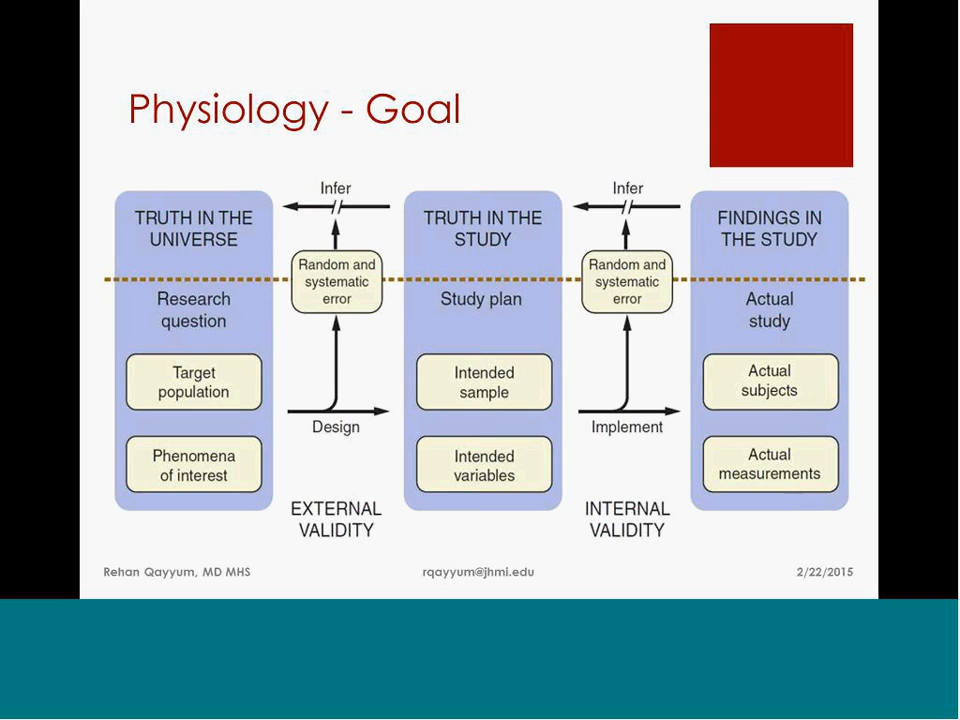 Physiology - Goal
Infer
Infer
TRUTH IN THE
UNIVERSE
TRUTH IN THE
STUDY
FINDINGS IN
THE STUDY
Random and
systematic
error
Random and
systematic
error
Research
question
Study plan
Actual
study
Target
population
Intended
sample
Actual
subjects
Design
Implement
Phenomena
of interest
Intended
variables
Actual
measurements
EXTERNAL
VALIDITY
INTERNAL
VALIDITY
Rehan Qayyum, MD MHS
rqayyum@jhmi.edu
2/22/2015